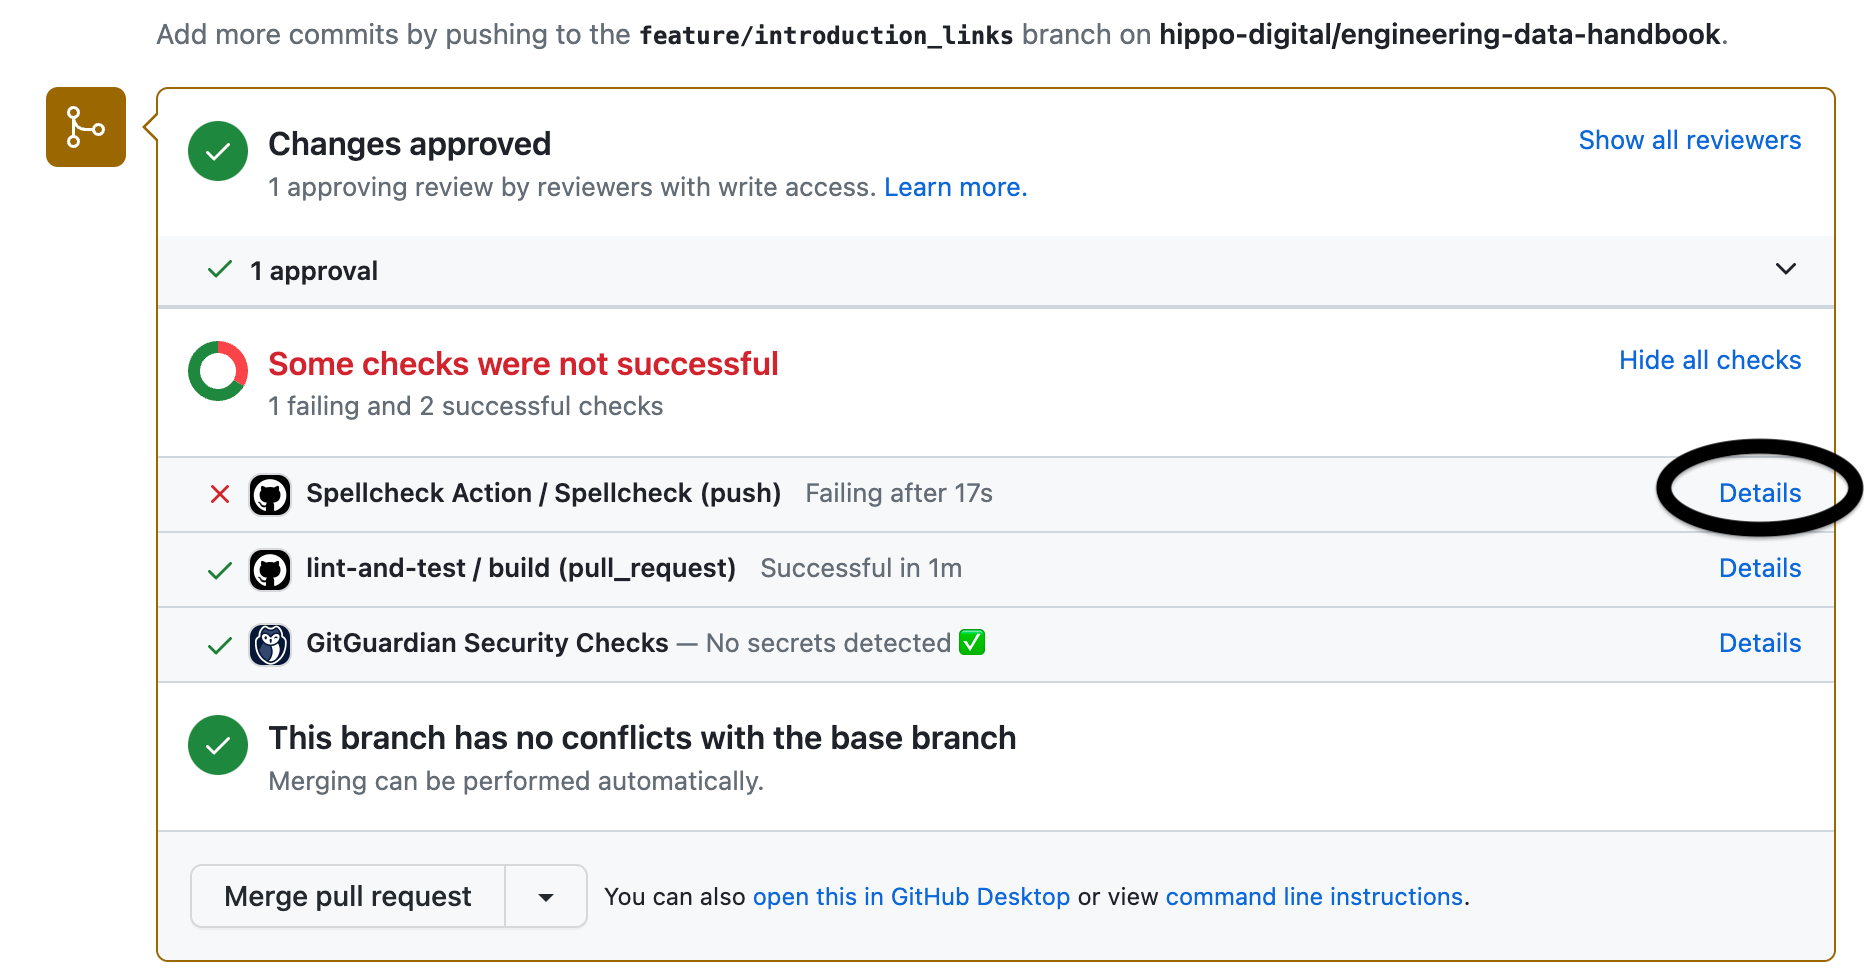 Add more commits by pushing to the feature/introduction_links branch on hippo-digital/engineering-data-handbook.
Changes approved
Show all reviewers
1 approving review by reviewers with write access. Learn more.
1 approval
Some checks were not successful
Hide all checks
1 failing and 2 successful checks
Spellcheck Action / Spellcheck (push) Failing after 17s Details
lint-and-test / build (pull_request) Successful in 1m Details
GitGuardian Security Checks — No secrets detected ✅ Details
This branch has no conflicts with the base branch
Merging can be performed automatically.
Merge pull request You can also open this in GitHub Desktop or view command line instructions.